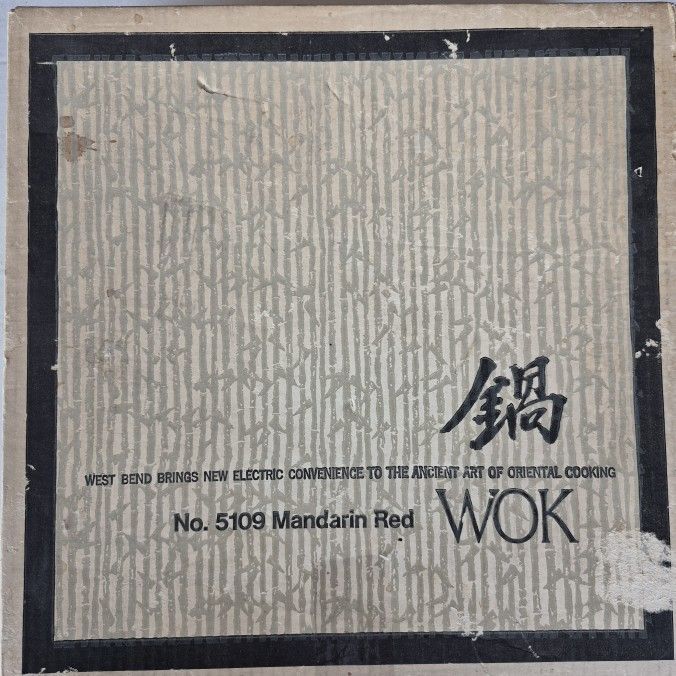 鍋
WEST BEND BRINGS NEW ELECTRIC CONVENIENCE TO THE ANCIENT ART OF ORIENTAL COOKING
No. 5109 Mandarin Red WOK